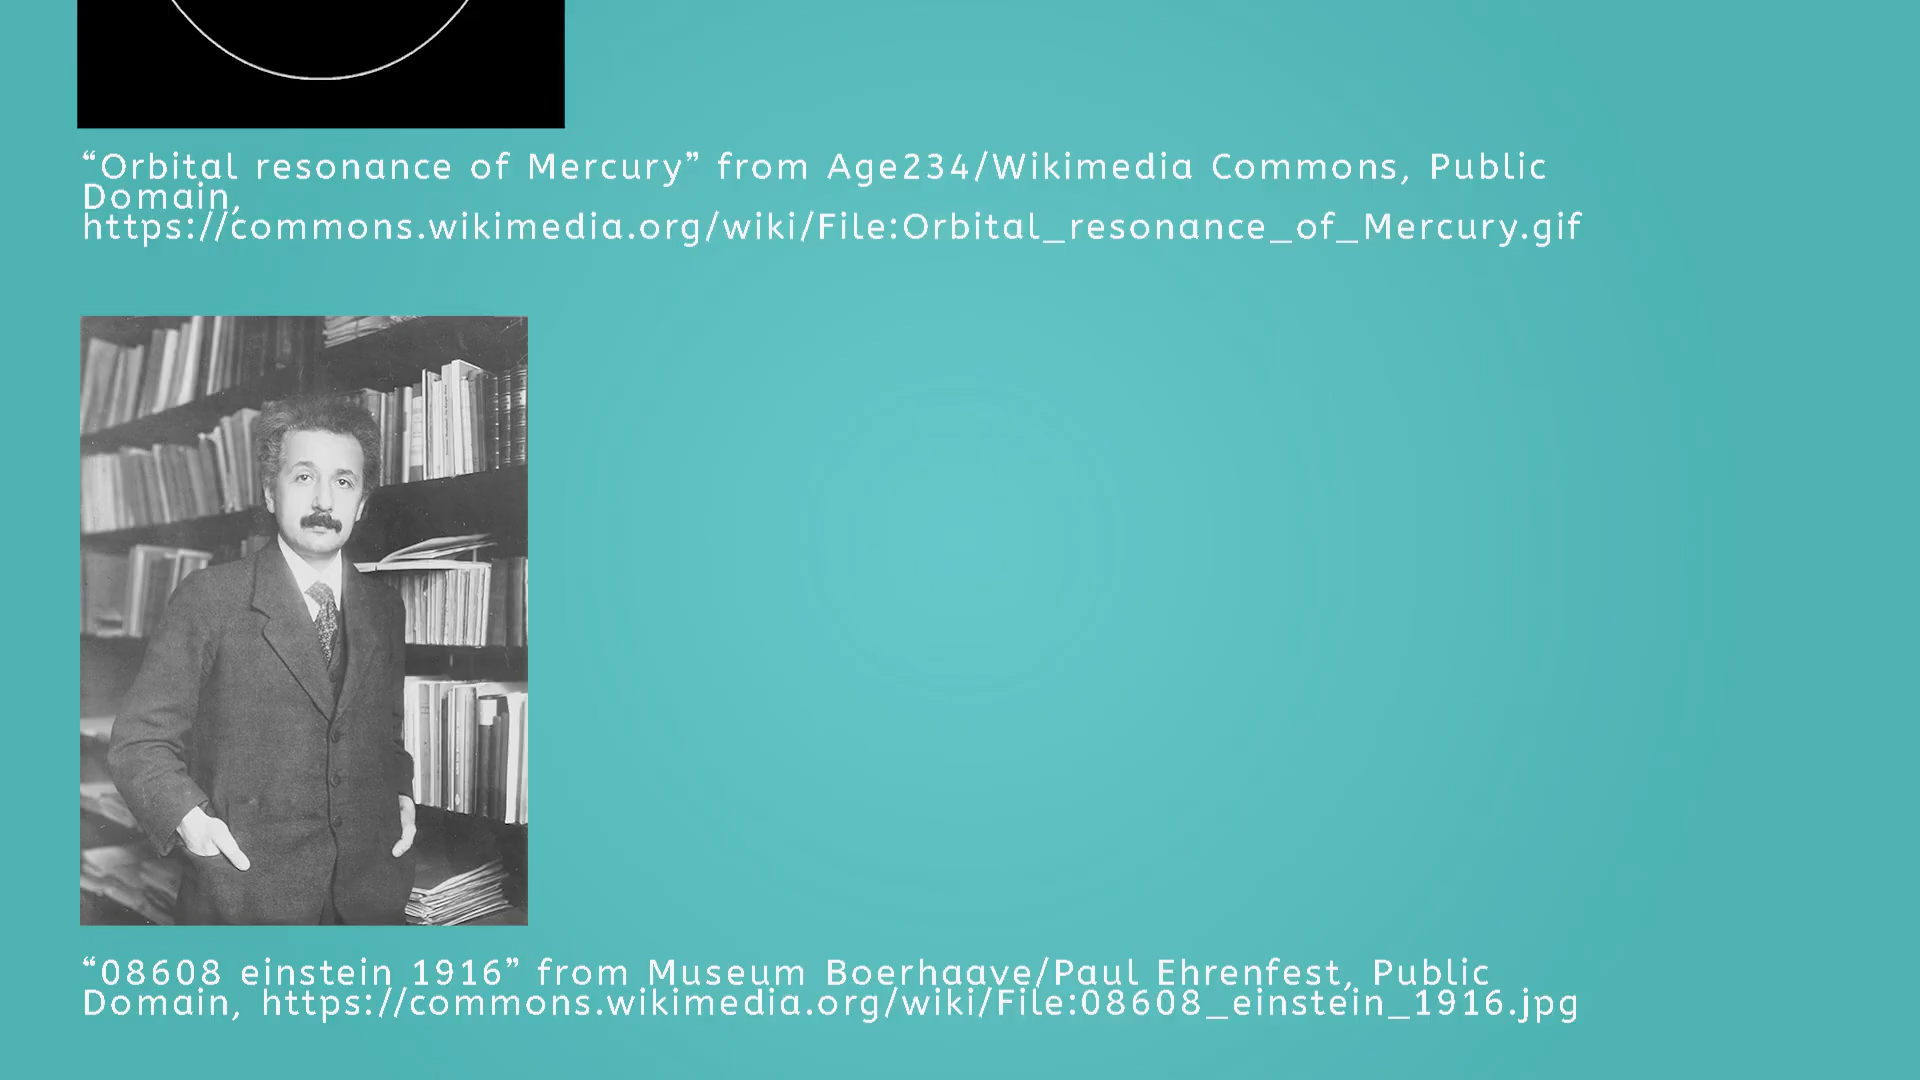 “Orbital resonance of Mercury” from Age234/Wikimedia Commons, Public
Domain,
https://commons.wikimedia.org/wiki/File:Orbital_resonance_of_Mercury.gif
“08608 einstein 1916” from Museum Boerhaave/Paul Ehrenfest, Public
Domain, https://commons.wikimedia.org/wiki/File:08608_einstein_1916.jpg